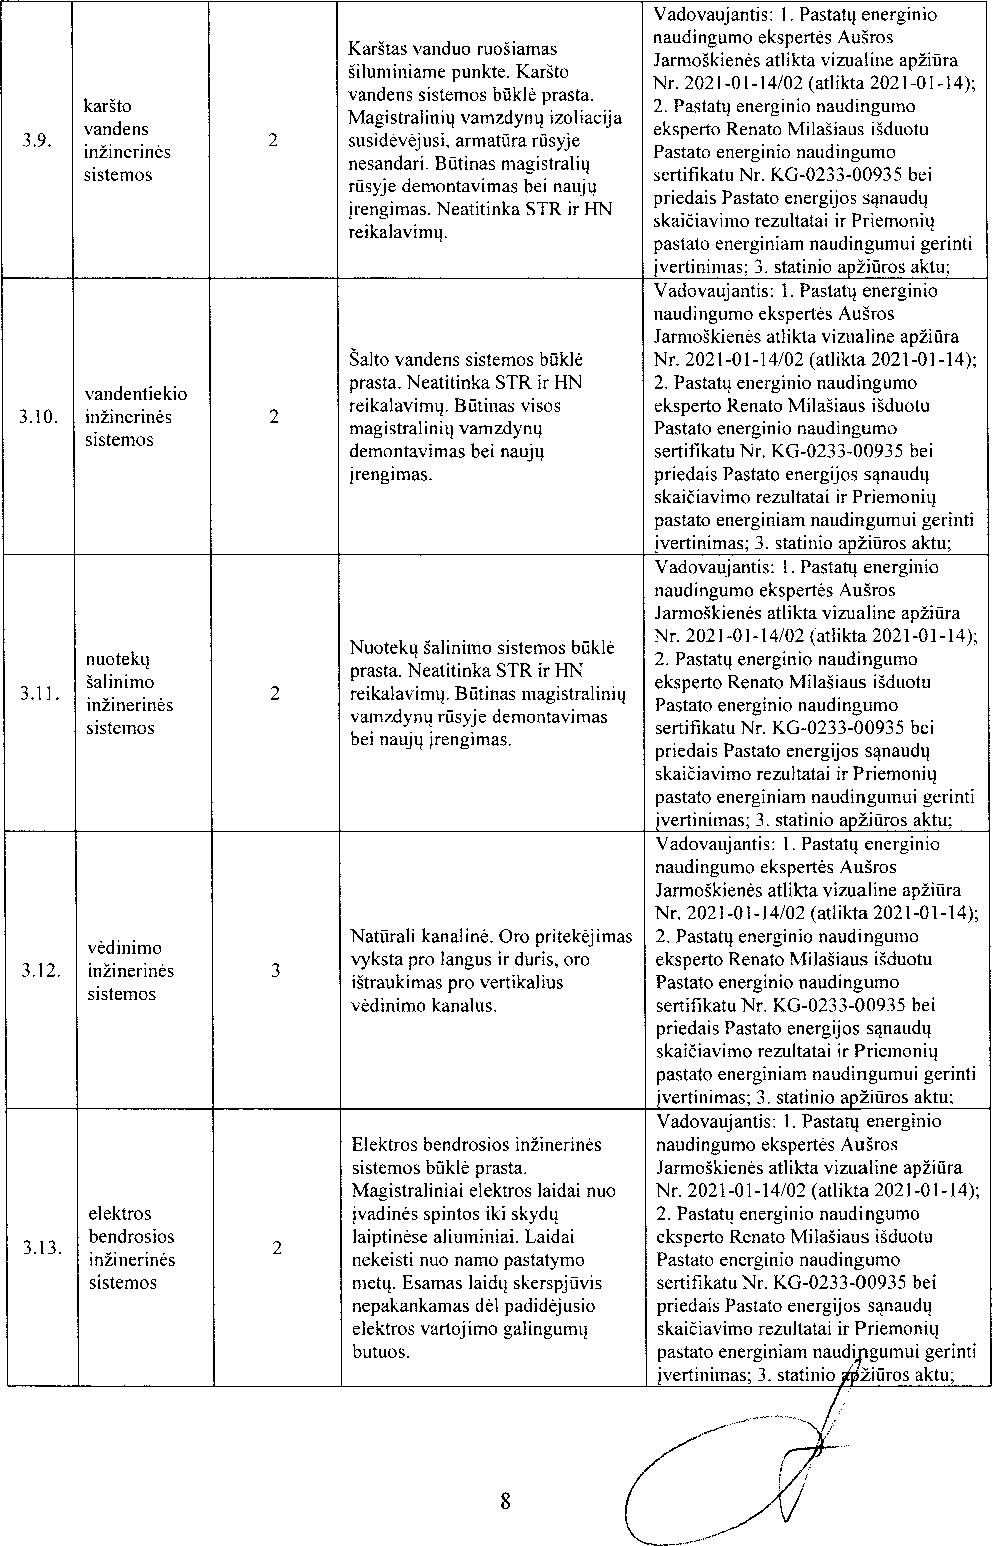 3.9.
karšto
vandens
inžinerinės
sistemos
2
Karštas vanduo ruošiamas
šiluminiame punkte. Karšto
vandens sistemos būklė prasta.
Magistralinių vamzdynų izoliacija
susidėvėjusi, armatūra rūsyje
nesandari. Būtinas magistralių
rūsyje demontavimas bei naujų
įrengimas. Neatitinka STR ir HN
reikalavimų.
Vadovaujantis: 1. Pastatų energinio
naudingumo ekspertės Aušros
Jarmoškienės atlikta vizualine apžiūra
Nr. 2021-01-14/02 (atlikta 2021-01-14);
2. Pastatų energinio naudingumo
eksperto Renato Milašiaus išduotu
Pastato energinio naudingumo
sertifikatu Nr. KG-0233-00935 bei
priedais Pastato energijos sąnaudų
skaičiavimo rezultatai ir Priemonių
pastato energiniam naudingumui gerinti
įvertinimas; 3. statinio apžiūros aktu;
3.10.
vandentiekio
inžinerinės
sistemos
2
Šalto vandens sistemos būklė
prasta. Neatitinka STR ir HN
reikalavimų. Būtinas visos
magistralinių vamzdynų
demontavimas bei naujų
įrengimas.
Vadovaujantis: 1. Pastatų energinio
naudingumo ekspertės Aušros
Jarmoškienės atlikta vizualine apžiūra
Nr. 2021-01-14/02 (atlikta 2021-01-14);
2. Pastatų energinio naudingumo
eksperto Renato Milašiaus išduotu
Pastato energinio naudingumo
sertifikatu Nr. KG-0233-00935 bei
priedais Pastato energijos sąnaudų
skaičiavimo rezultatai ir Priemonių
pastato energiniam naudingumui gerinti
įvertinimas; 3. statinio apžiūros aktu;
3.11.
nuotekų
šalinimo
inžinerinės
sistemos
2
Nuotekų šalinimo sistemos būklė
prasta. Neatitinka STR ir HN
reikalavimų. Būtinas magistralinių
vamzdynų rūsyje demontavimas
bei naujų įrengimas.
Vadovaujantis: 1. Pastatų energinio
naudingumo ekspertės Aušros
Jarmoškienės atlikta vizualine apžiūra
Nr. 2021-01-14/02 (atlikta 2021-01-14);
2. Pastatų energinio naudingumo
eksperto Renato Milašiaus išduotu
Pastato energinio naudingumo
sertifikatu Nr. KG-0233-00935 bei
priedais Pastato energijos sąnaudų
skaičiavimo rezultatai ir Priemonių
pastato energiniam naudingumui gerinti
įvertinimas; 3. statinio apžiūros aktu;
3.12.
vėdinimo
inžinerinės
sistemos
3
Natūrali kanalinė. Oro pritekėjimas
vyksta pro langus ir duris, oro
ištraukimas pro vertikalius
vėdinimo kanalus.
Vadovaujantis: 1. Pastatų energinio
naudingumo ekspertės Aušros
Jarmoškienės atlikta vizualine apžiūra
Nr. 2021-01-14/02 (atlikta 2021-01-14);
2. Pastatų energinio naudingumo
eksperto Renato Milašiaus išduotu
Pastato energinio naudingumo
sertifikatu Nr. KG-0233-00935 bei
priedais Pastato energijos sąnaudų
skaičiavimo rezultatai ir Priemonių
pastato energiniam naudingumui gerinti
įvertinimas; 3. statinio apžiūros aktu;
3.13.
elektros
bendrosios
inžinerinės
sistemos
2
Elektros bendrosios inžinerinės
sistemos būklė prasta.
Magistraliniai elektros laidai nuo
įvadinės spintos iki skydų
laiptinėse aliuminiai. Laidai
nekeisti nuo namo pastatymo
metų. Esamas laidų skerspjūvis
nepakankamas dėl padidėjusio
elektros vartojimo galingumų
butuos.
Vadovaujantis: 1. Pastatų energinio
naudingumo ekspertės Aušros
Jarmoškienės atlikta vizualine apžiūra
Nr. 2021-01-14/02 (atlikta 2021-01-14);
2. Pastatų energinio naudingumo
eksperto Renato Milašiaus išduotu
Pastato energinio naudingumo
sertifikatu Nr. KG-0233-00935 bei
priedais Pastato energijos sąnaudų
skaičiavimo rezultatai ir Priemonių
pastato energiniam naudingumui gerinti
įvertinimas; 3. statinio apžiūros aktu;
8